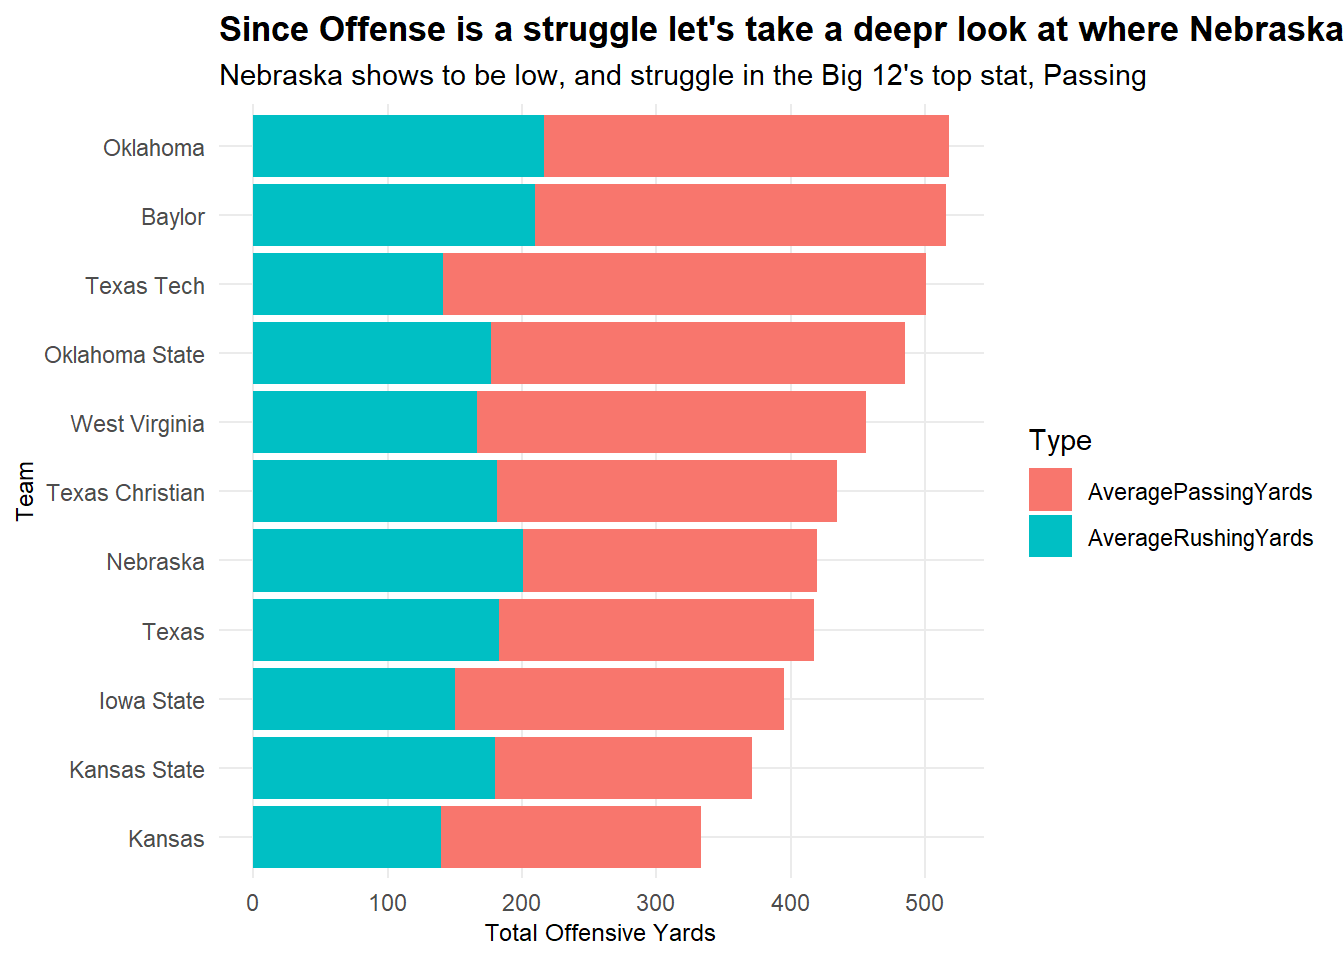 Since Offense is a struggle let's take a deepr look at where Nebraska
Nebraska shows to be low, and struggle in the Big 12's top stat, Passing
Oklahoma
Baylor
Texas Tech
Oklahoma State
West Virginia
Texas Christian
Nebraska
Texas
Iowa State
Kansas State
Kansas
Team
0 100 200 300 400 500
Total Offensive Yards
Type
AveragePassingYards
AverageRushingYards